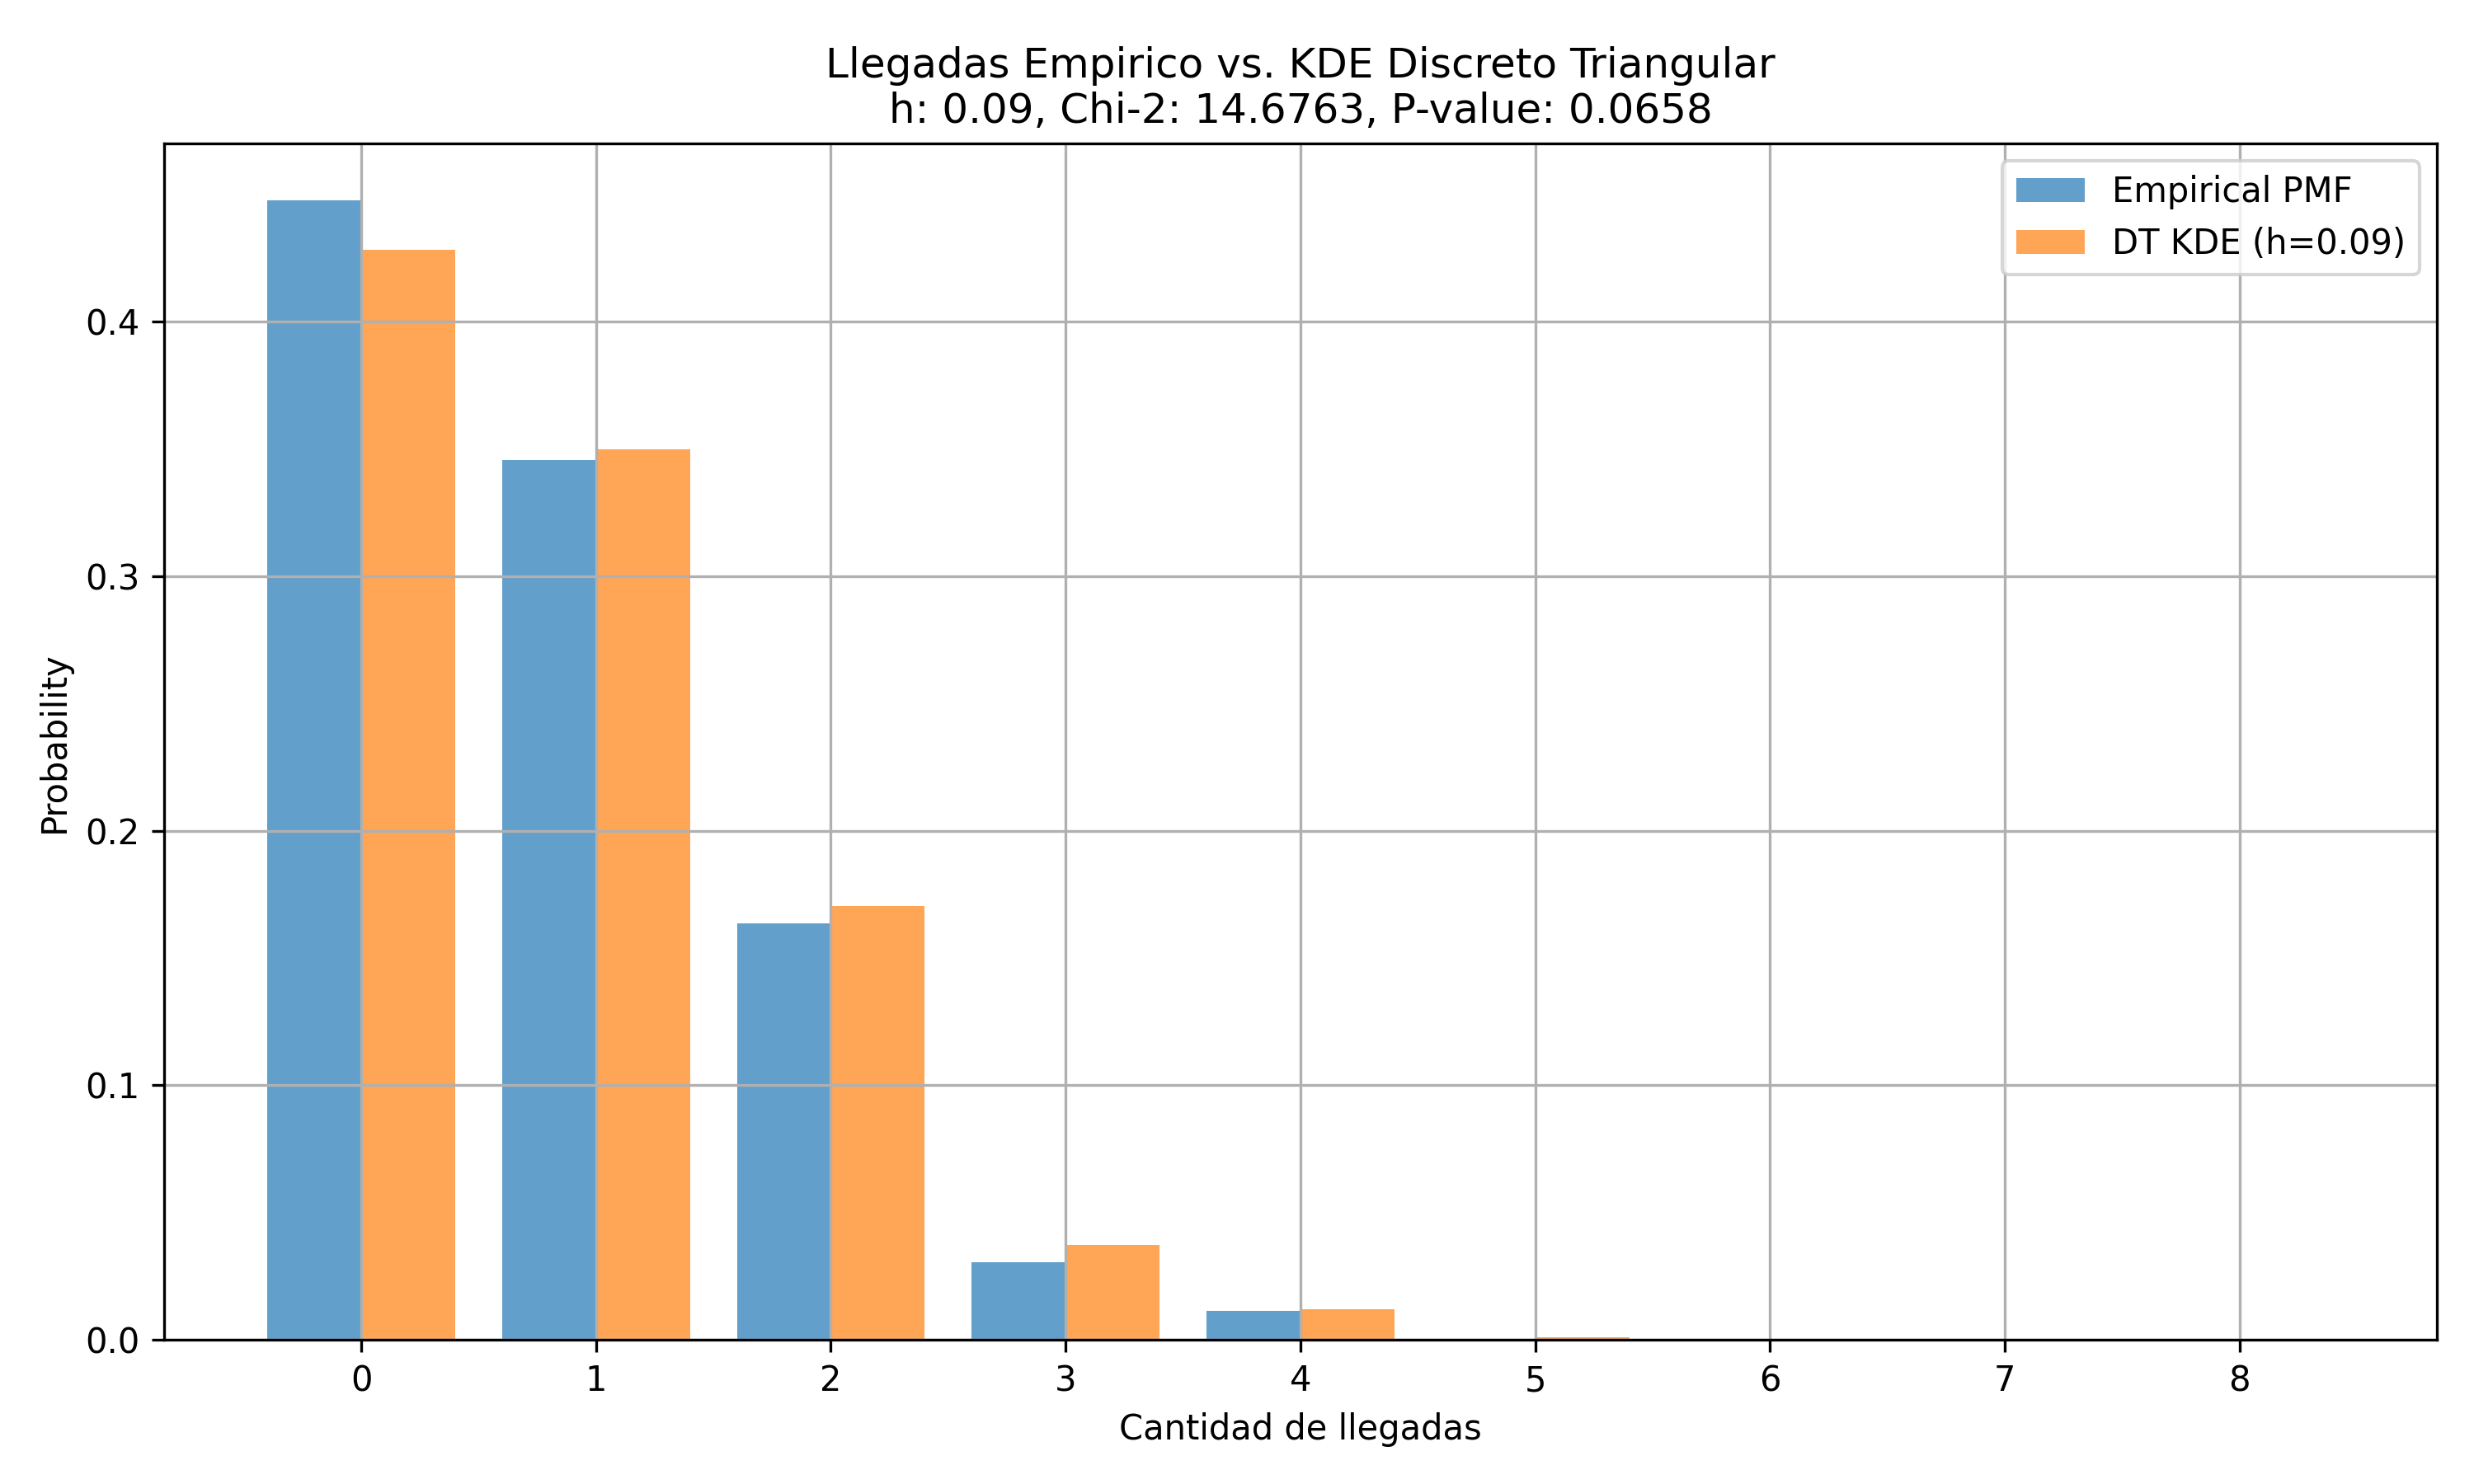 Llegadas Empirico vs. KDE Discreto Triangular
h: 0.09, Chi-2: 14.6763, P-value: 0.0658
Empirical PMF
DT KDE (h=0.09)
Probability
0.4
0.3
0.2
0.1
0.0
0 1 2 3 4 5 6 7 8
Cantidad de llegadas